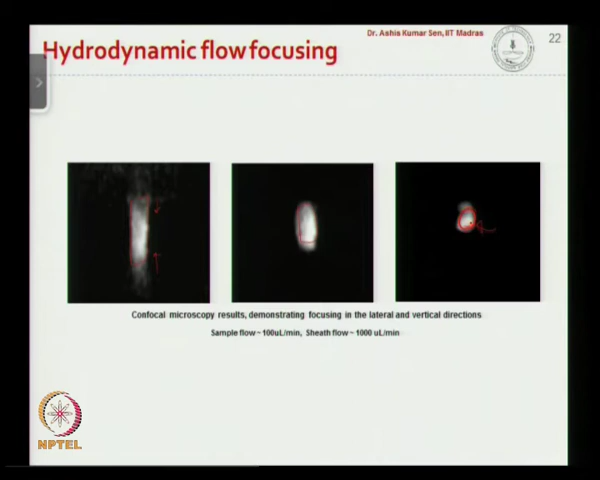 Dr. Ashis Kumar Sen, IIT Madras
22
Hydrodynamic flow focusing
Confocal microscopy results, demonstrating focusing in the lateral and vertical directions
Sample flow ~ 100uL/min, Sheath flow ~ 1000 uL/min
NPTEL